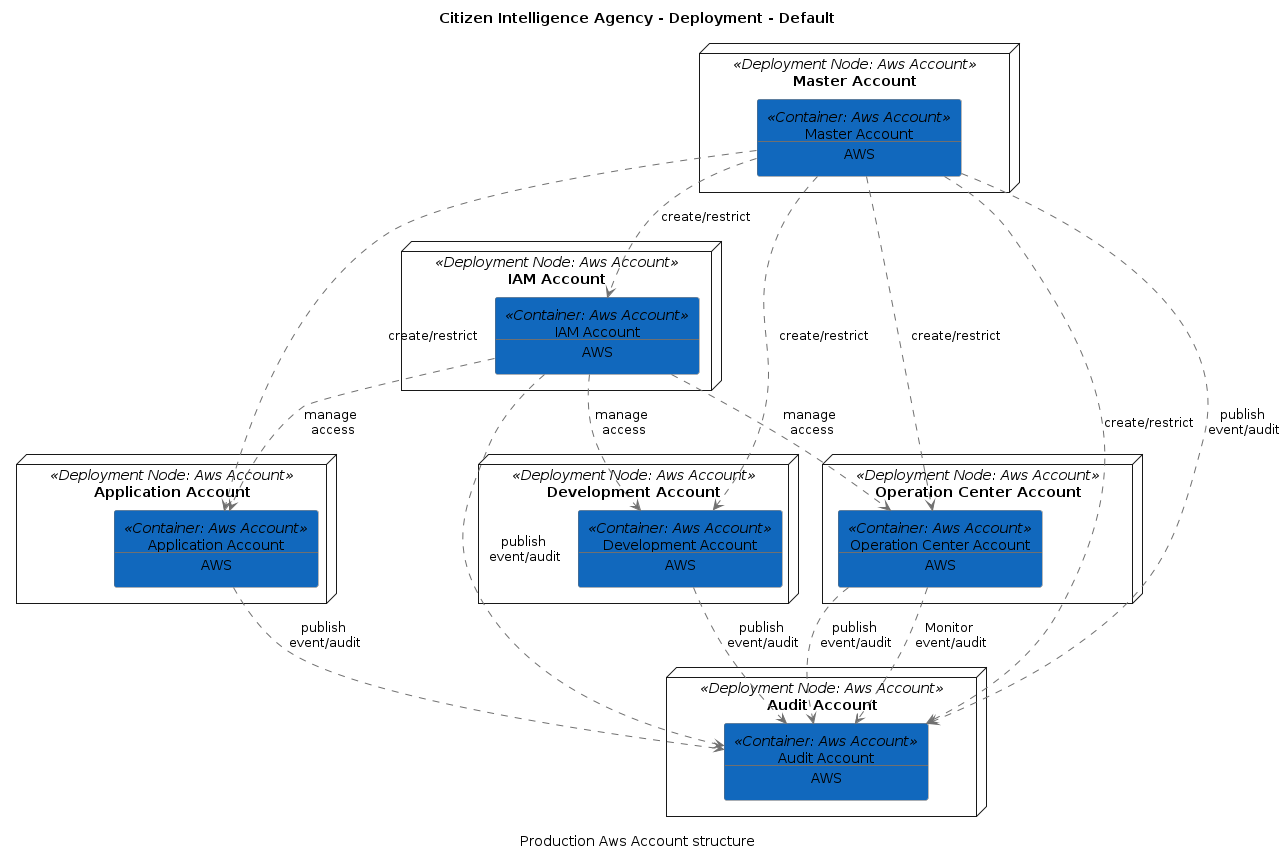 Citizen Intelligence Agency - Deployment - Default
«Deployment Node: Aws Account»
Master Account
«Container: Aws Account»
Master Account
AWS
create/restrict
«Deployment Node: Aws Account»
IAM Account
«Container: Aws Account»
IAM Account
AWS
create/restrict
create/restrict
create/restrict
manage
access
manage
access
manage
access
create/restrict
publish
event/audit
«Deployment Node: Aws Account»
Application Account
«Container: Aws Account»
Application Account
AWS
«Deployment Node: Aws Account»
Development Account
«Container: Aws Account»
Development Account
AWS
«Deployment Node: Aws Account»
Operation Center Account
«Container: Aws Account»
Operation Center Account
AWS
publish
event/audit
publish
event/audit
publish
event/audit
publish
event/audit
Monitor
event/audit
«Deployment Node: Aws Account»
Audit Account
«Container: Aws Account»
Audit Account
AWS
Production Aws Account structure